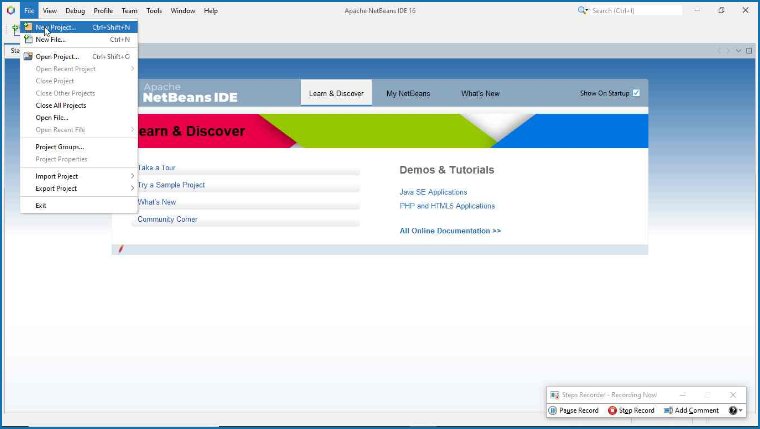 File View Debug Profile Team Tools Window Help
Apache NetBeans IDE 16
Search (Ctrl+I)
New Project... Ctrl+Shift+N
New File... Ctrl+N
Open Project... Ctrl+Shift+O
Open Recent Project
Close Project
Close Other Projects
Close All Projects
Open File...
Open Recent File
Project Groups...
Project Properties
Import Project
Export Project
Exit
Sta
Apache
NetBeans IDE
Learn & Discover My NetBeans What's New Show On Startup
earn & Discover
Take a Tour
Try a Sample Project
What's New
Community Corner
Demos & Tutorials
Java SE Applications
PHP and HTML5 Applications
All Online Documentation >>
Steps Recorder - Recording Now
Pause Record Stop Record Add Comment